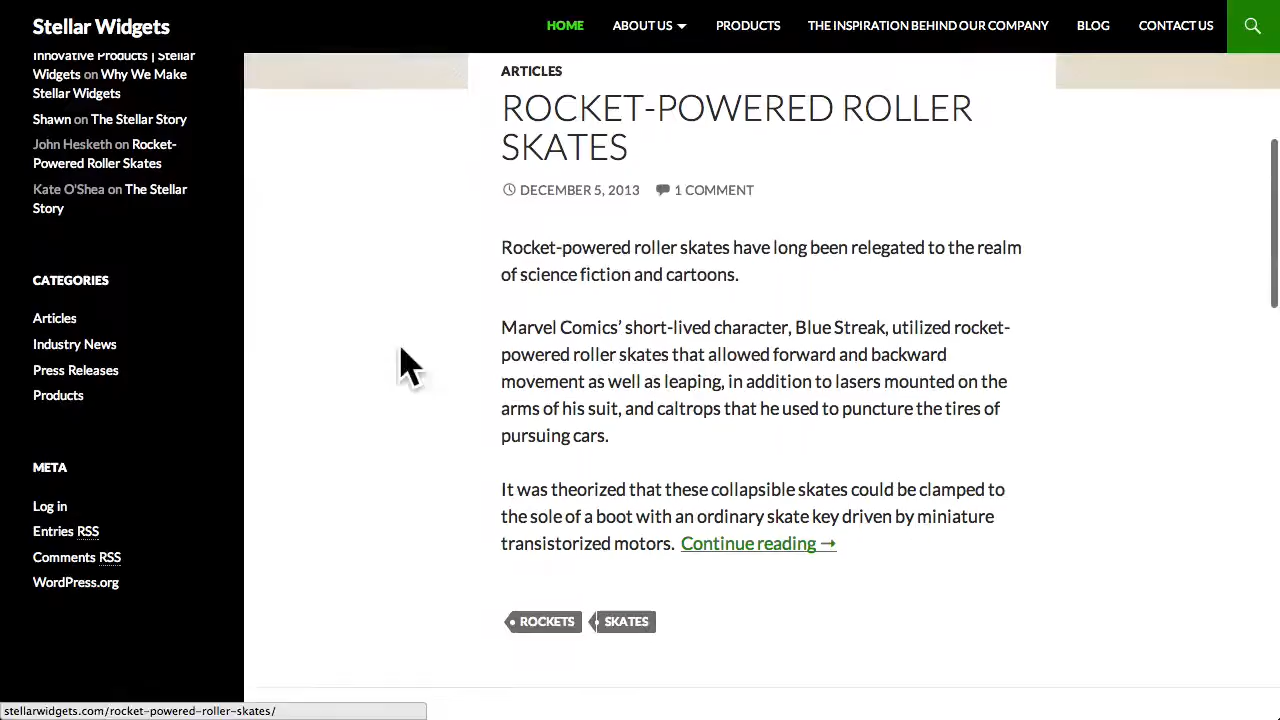 Stellar Widgets
HOME
ABOUT US
PRODUCTS
THE INSPIRATION BEHIND OUR COMPANY
BLOG
CONTACT US
Innovative Products | Stellar
Widgets on Why We Make
Stellar Widgets
Shawn on The Stellar Story
John Hesketh on Rocket-
Powered Roller Skates
Kate O'Shea on The Stellar
Story
CATEGORIES
Articles
Industry News
Press Releases
Products
META
Log in
Entries RSS
Comments RSS
WordPress.org
ARTICLES
ROCKET-POWERED ROLLER
SKATES
DECEMBER 5, 2013
1 COMMENT
Rocket-powered roller skates have long been relegated to the realm
of science fiction and cartoons.
Marvel Comics’ short-lived character, Blue Streak, utilized rocket-
powered roller skates that allowed forward and backward
movement as well as leaping, in addition to lasers mounted on the
arms of his suit, and caltrops that he used to puncture the tires of
pursuing cars.
It was theorized that these collapsible skates could be clamped to
the sole of a boot with an ordinary skate key driven by miniature
transistorized motors. Continue reading →
ROCKETS
SKATES
stellarwidgets.com/rocket-powered-roller-skates/